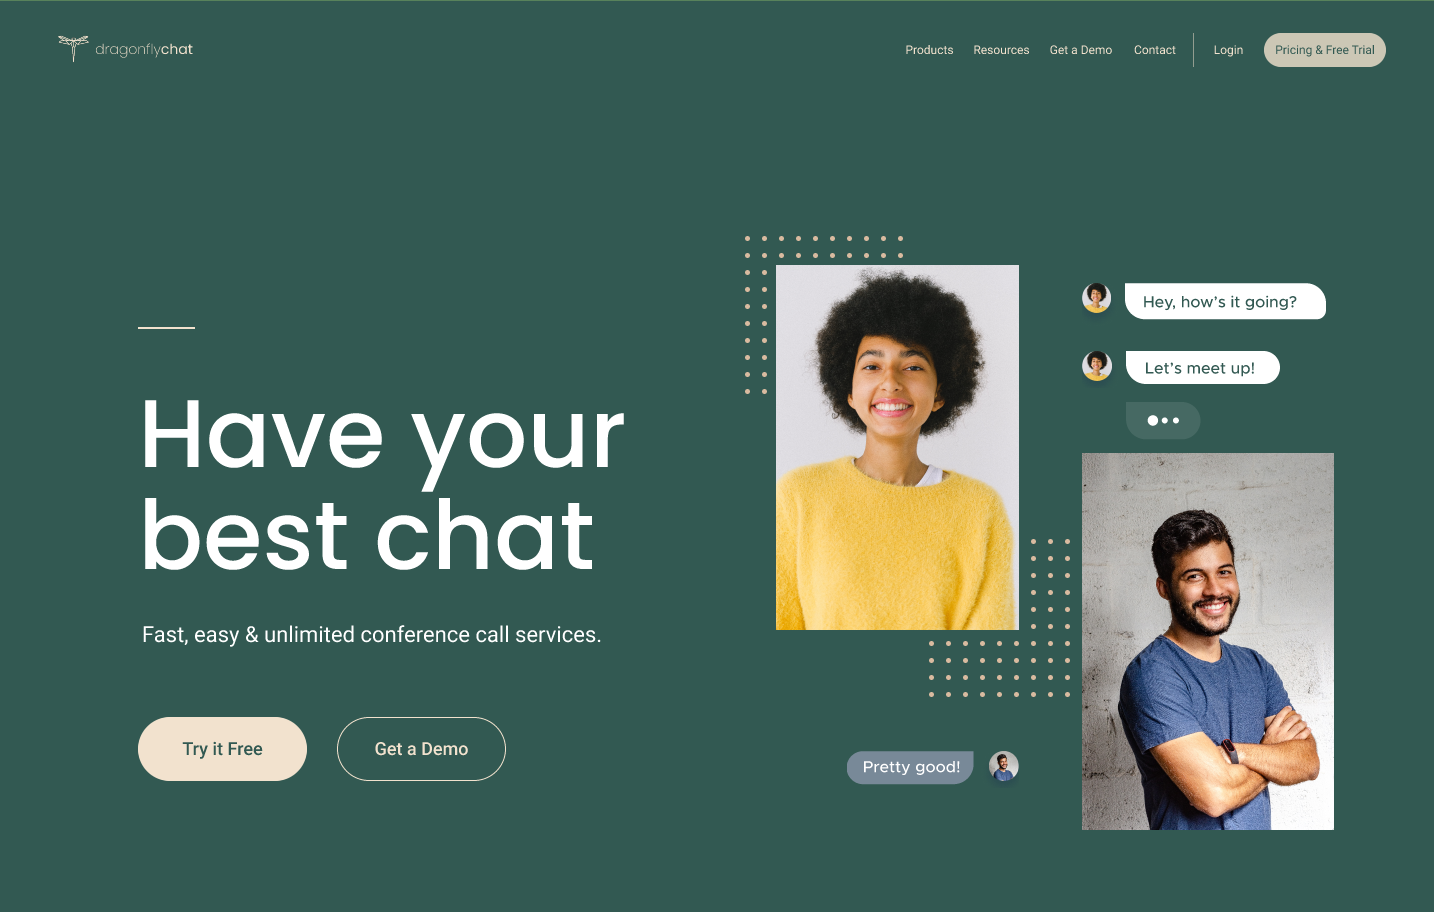 dragonflychat
Products
Resources
Get a Demo
Contact
Login
Pricing & Free Trial
Have your
best chat
Fast, easy & unlimited conference call services.
Try it Free
Get a Demo
Hey, how's it going?
Let's meet up!
Pretty good!